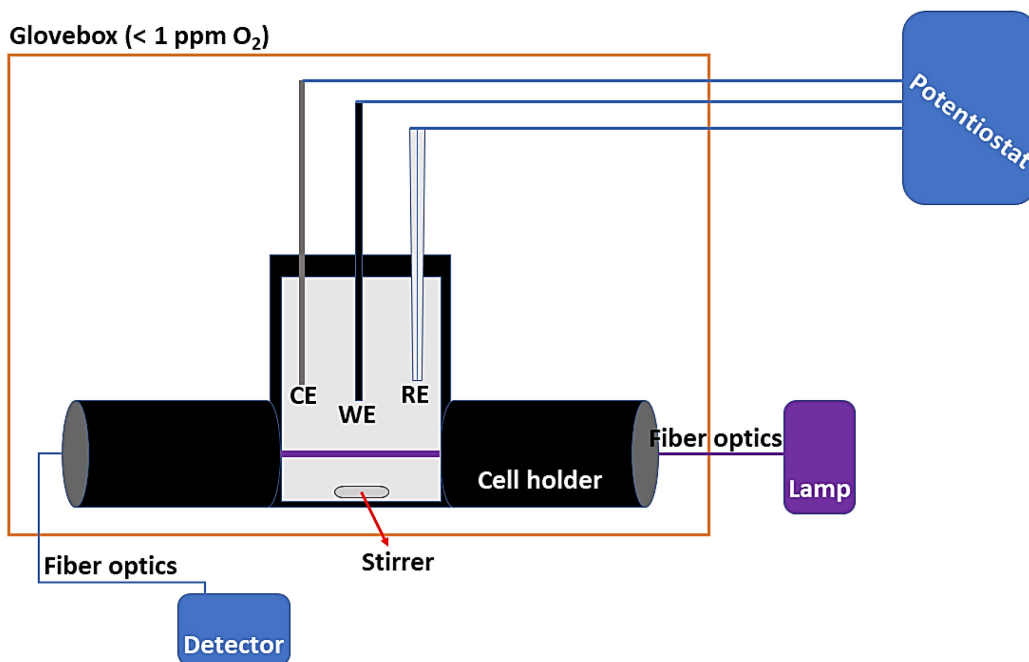 Glovebox (< 1 ppm O₂)
Potentiostat
CE
WE
RE
Cell holder
Fiber optics
Lamp
Stirrer
Fiber optics
Detector